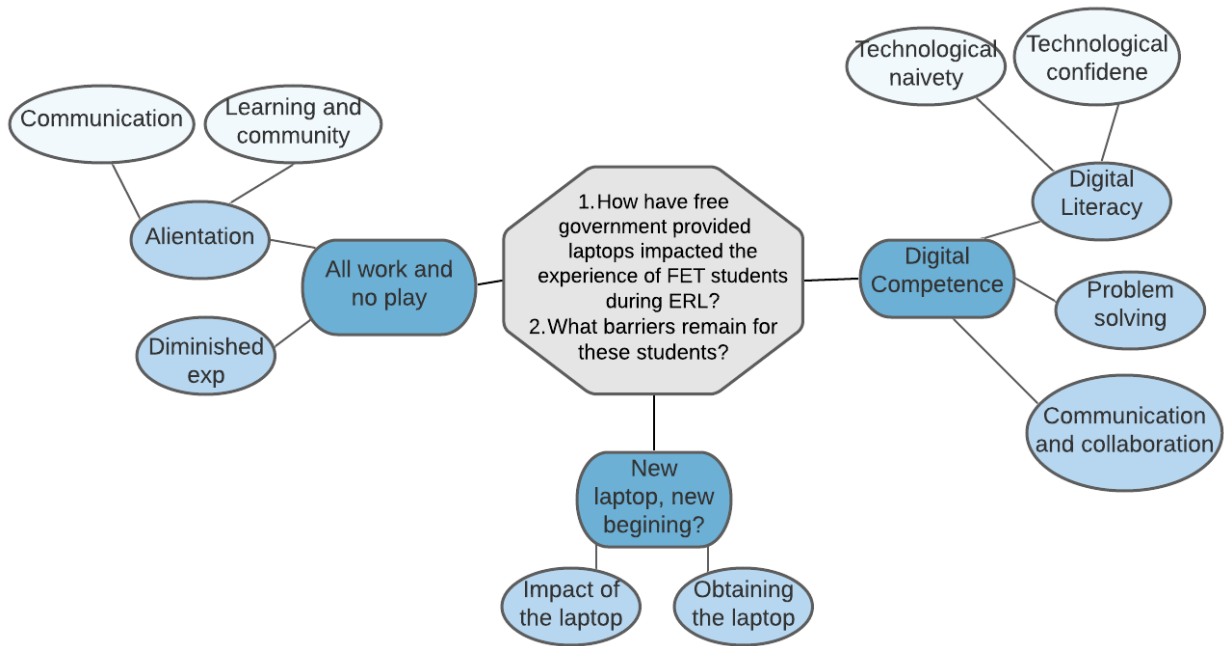 Technological
naivety
Technological
confidene
Communication
Learning and
community
Digital
Literacy
Alientation
1.How have free
government provided
laptops impacted the
experience of FET students
during ERL?
2.What barriers remain for
these students?
All work and
no play
Digital
Competence
Problem
solving
Diminished
exp
Communication
and collaboration
New
laptop, new
begining?
Impact of
the laptop
Obtaining
the laptop